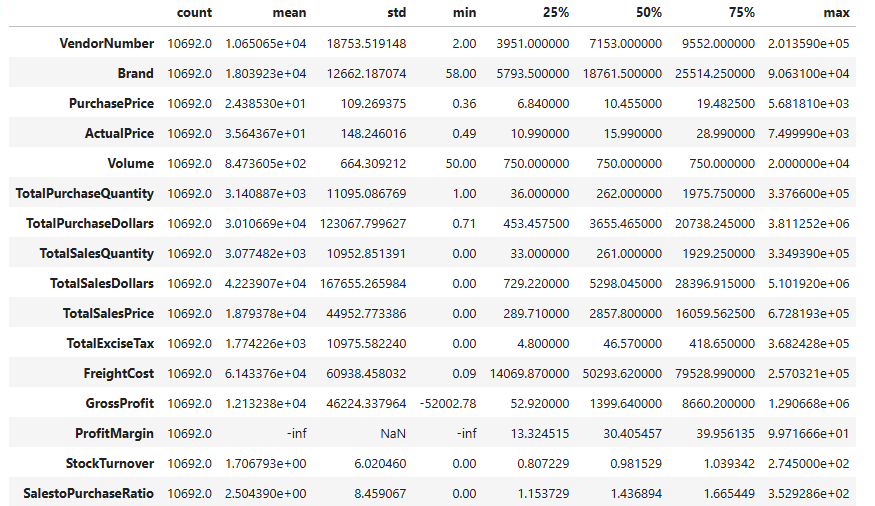 count mean std min 25% 50% 75% max
VendorNumber 10692.0 1.065065e+04 18753.519148 2.00 3951.000000 7153.000000 9552.000000 2.013590e+05
Brand 10692.0 1.803923e+04 12662.187074 58.00 5793.500000 18761.500000 25514.250000 9.063100e+04
PurchasePrice 10692.0 2.438530e+01 109.269375 0.36 6.840000 10.455000 19.482500 5.681810e+03
ActualPrice 10692.0 3.564367e+01 148.246016 0.49 10.990000 15.990000 28.990000 7.499990e+03
Volume 10692.0 8.473605e+02 664.309212 50.00 750.000000 750.000000 750.000000 2.000000e+04
TotalPurchaseQuantity 10692.0 3.140887e+03 11095.086769 1.00 36.000000 262.000000 1975.750000 3.376600e+05
TotalPurchaseDollars 10692.0 3.010669e+04 123067.799627 0.71 453.457500 3655.465000 20738.245000 3.811252e+06
TotalSalesQuantity 10692.0 3.077482e+03 10952.851391 0.00 33.000000 261.000000 1929.250000 3.349390e+05
TotalSalesDollars 10692.0 4.223907e+04 167655.265984 0.00 729.220000 5298.045000 28396.915000 5.101920e+06
TotalSalesPrice 10692.0 1.879378e+04 44952.773386 0.00 289.710000 2857.800000 16059.562500 6.728193e+05
TotalExciseTax 10692.0 1.774226e+03 10975.582240 0.00 4.800000 46.570000 418.650000 3.682428e+05
FreightCost 10692.0 6.143376e+04 60938.458032 0.09 14069.870000 50293.620000 79528.990000 2.570321e+05
GrossProfit 10692.0 1.213238e+04 46224.337964 -52002.78 52.920000 1399.640000 8660.200000 1.290668e+06
ProfitMargin 10692.0 -inf NaN -inf 13.324515 30.405457 39.956135 9.971666e+01
StockTurnover 10692.0 1.706793e+00 6.020460 0.00 0.807229 0.981529 1.039342 2.745000e+02
SalestoPurchaseRatio 10692.0 2.504390e+00 8.459067 0.00 1.153729 1.436894 1.665449 3.529286e+02